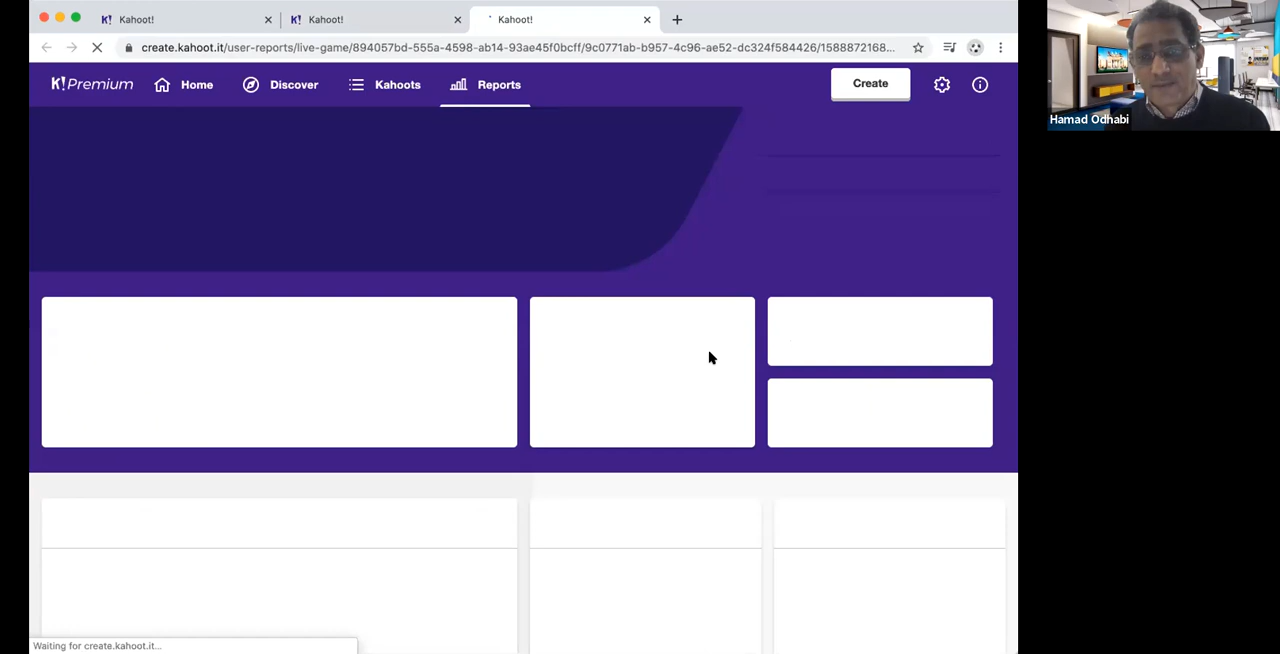 Kahoot!
Kahoot!
Kahoot!
create.kahoot.it/user-reports/live-game/894057bd-555a-4598-ab14-93ae45f0bcff/9c0771ab-b957-4c96-ae52-dc324f584426/1588872168...
K!Premium
Home
Discover
Kahoots
Reports
Create
Hamad Odhabi
Waiting for create.kahoot.it...